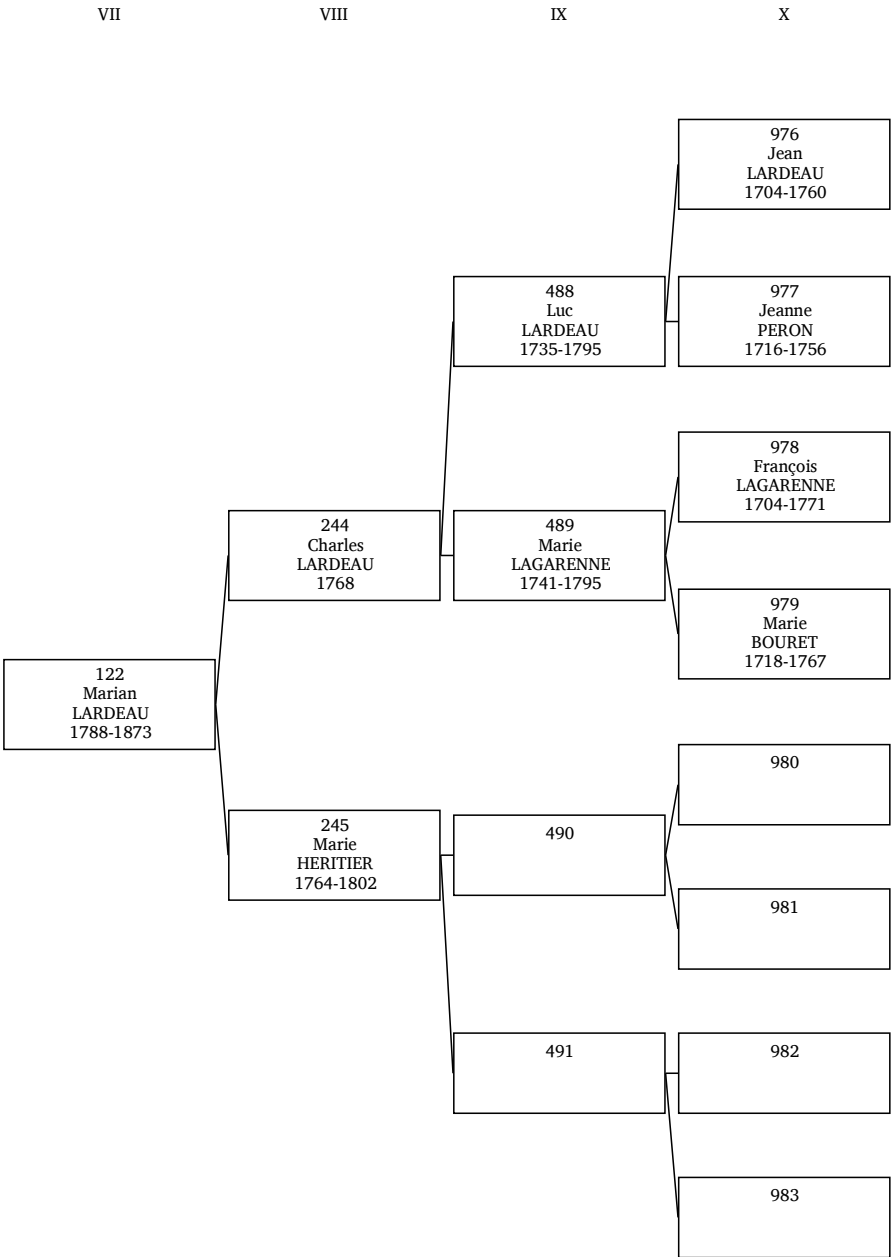 VII VIII IX X
976
Jean
LARDEAU
1704-1760
488
Luc
LARDEAU
1735-1795
977
Jeanne
PERON
1716-1756
978
François
LAGARENNE
1704-1771
244
Charles
LARDEAU
1768
489
Marie
LAGARENNE
1741-1795
979
Marie
BOURET
1718-1767
122
Marian
LARDEAU
1788-1873
980
245
Marie
HERITIER
1764-1802
490
981
491
982
983